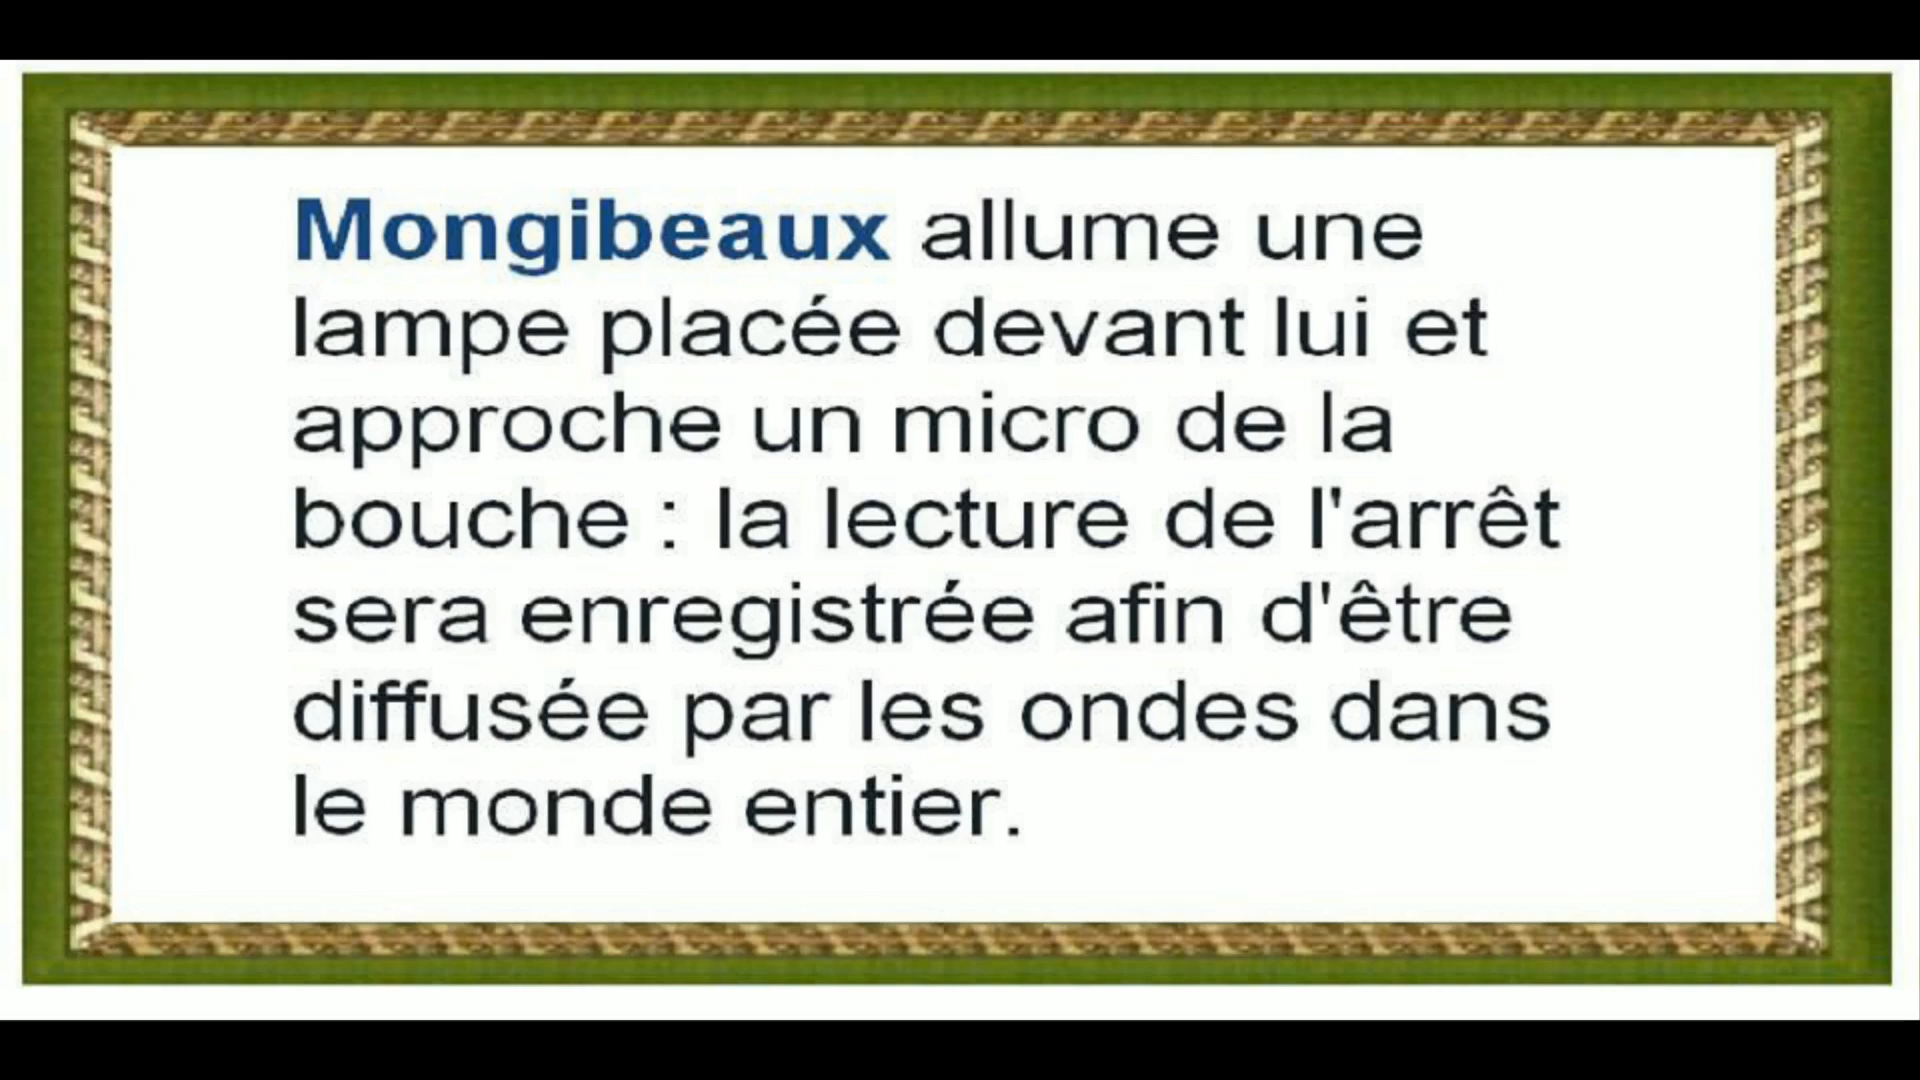 Mongibeaux allume une
lampe placée devant lui et
approche un micro de la
bouche : la lecture de l'arrêt
sera enregistrée afin d'être
diffusée par les ondes dans
le monde entier.